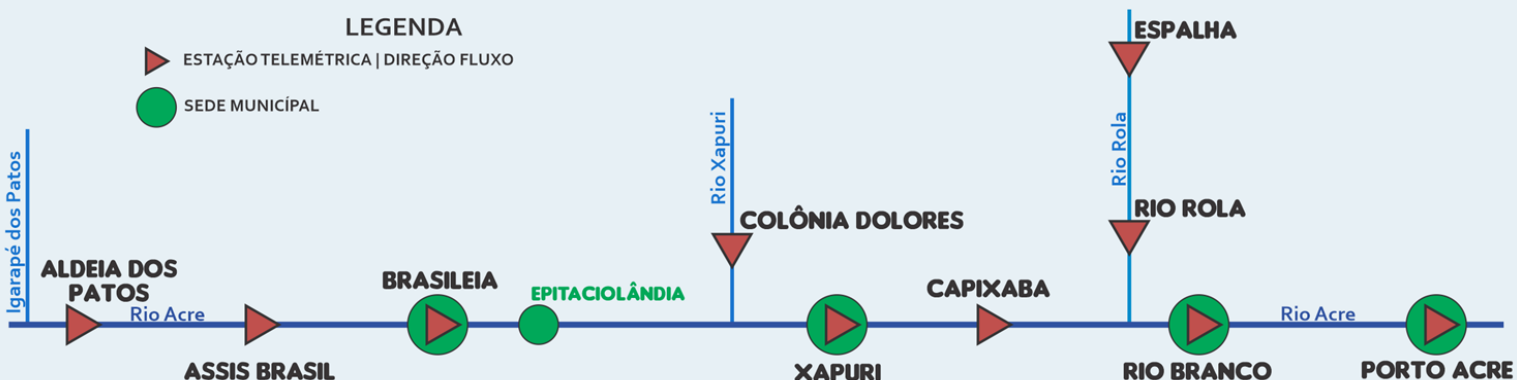 LEGENDA
ESTAÇÃO TELEMÉTRICA | DIREÇÃO FLUXO
SEDE MUNICÍPAL
ESPALHA
Rio Xapuri
Rio Rola
Igarapé dos Patos
COLÔNIA DOLORES
RIO ROLA
ALDEIA DOS
PATOS
BRASILEIA
EPITACIOLÂNDIA
CAPIXABA
Rio Acre
Rio Acre
ASSIS BRASIL
XAPURI
RIO BRANCO
PORTO ACRE